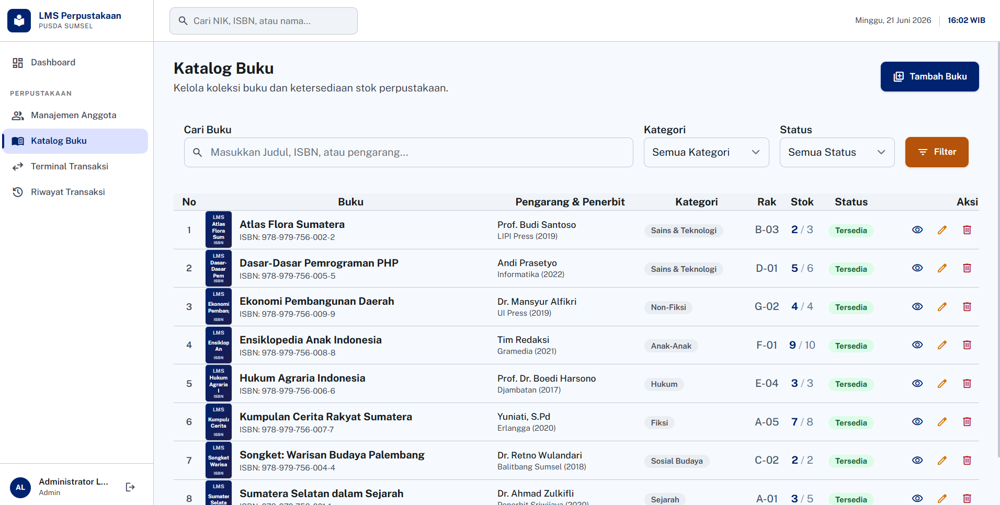 LMS Perpustakaan
PUSDA SUMSEL
Cari NIK, ISBN, atau nama...
Minggu, 21 Juni 2026
16:02 WIB
Dashboard
PERPUSTAKAAN
Manajemen Anggota
Katalog Buku
Terminal Transaksi
Riwayat Transaksi
AL
Administrator L...
Admin
Katalog Buku
Kelola koleksi buku dan ketersediaan stok perpustakaan.
Tambah Buku
Cari Buku
Masukkan Judul, ISBN, atau pengarang...
Kategori
Semua Kategori
Status
Semua Status
Filter
No Buku Pengarang & Penerbit Kategori Rak Stok Status Aksi
1
LMS
Atlas
Flora
Sum
ISBN
Atlas Flora Sumatera
ISBN: 978-979-756-002-2
Prof. Budi Santoso
LIPI Press (2019)
Sains & Teknologi
B-03
2 / 3
Tersedia
2
LMS
Dasar-
Dasar
Pem
ISBN
Dasar-Dasar Pemrograman PHP
ISBN: 978-979-756-005-5
Andi Prasetyo
Informatika (2022)
Sains & Teknologi
D-01
5 / 6
Tersedia
3
LMS
Ekonomi
Pembang
ISBN
Ekonomi Pembangunan Daerah
ISBN: 978-979-756-009-9
Dr. Mansyur Alfikri
UI Press (2019)
Non-Fiksi
G-02
4 / 4
Tersedia
4
LMS
Ensiklop
An
ISBN
Ensiklopedia Anak Indonesia
ISBN: 978-979-756-008-8
Tim Redaksi
Gramedia (2021)
Anak-Anak
F-01
9 / 10
Tersedia
5
LMS
Hukum
Agraria
I
ISBN
Hukum Agraria Indonesia
ISBN: 978-979-756-006-6
Prof. Dr. Boedi Harsono
Djambatan (2017)
Hukum
E-04
3 / 3
Tersedia
6
LMS
Kumpula
Cerita
ISBN
Kumpulan Cerita Rakyat Sumatera
ISBN: 978-979-756-007-7
Yuniati, S.Pd
Erlangga (2020)
Fiksi
A-05
7 / 8
Tersedia
7
LMS
Songket
Warisa
ISBN
Songket: Warisan Budaya Palembang
ISBN: 978-979-756-004-4
Dr. Retno Wulandari
Balitbang Sumsel (2018)
Sosial Budaya
C-02
2 / 2
Tersedia
8
LMS
Sumater
Selata
Sumatera Selatan dalam Sejarah
ISBN: 978-979-756-001-1
Dr. Ahmad Zulkifli
Penerbit Sriwijaya (2020)
Sejarah
A-01
3 / 5
Tersedia